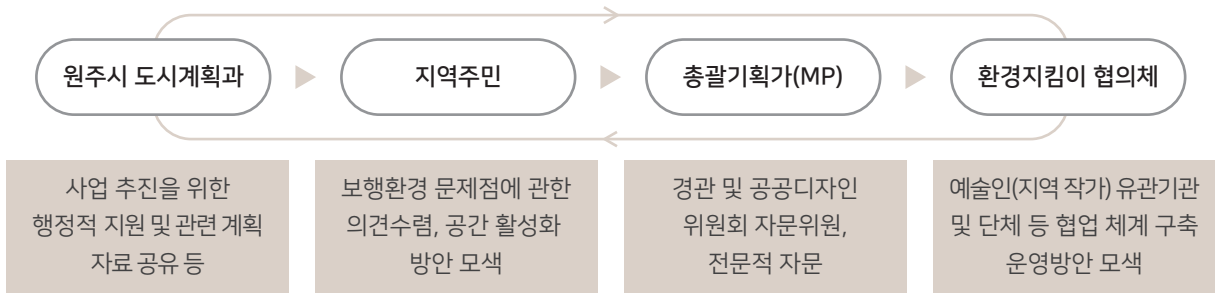 원주시 도시계획과
지역주민
총괄기획가(MP)
환경지킴이 협의체
사업 추진을 위한
행정적 지원 및 관련 계획
자료 공유 등
보행환경 문제점에 관한
의견수렴, 공간 활성화
방안 모색
경관 및 공공디자인
위원회 자문위원,
전문적 자문
예술인(지역 작가) 유관기관
및 단체 등 협업 체계 구축
운영방안 모색